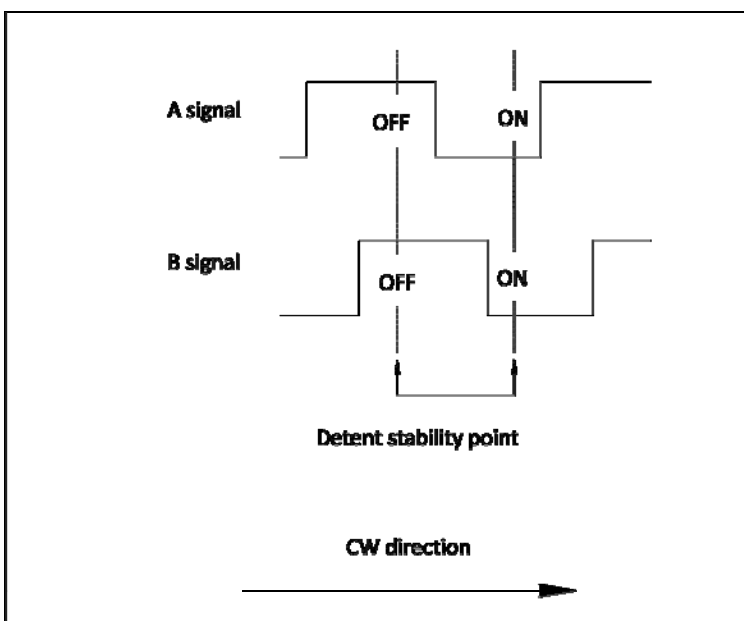 A signal
OFF
ON
B signal
OFF
ON
Detent stability point
CW direction